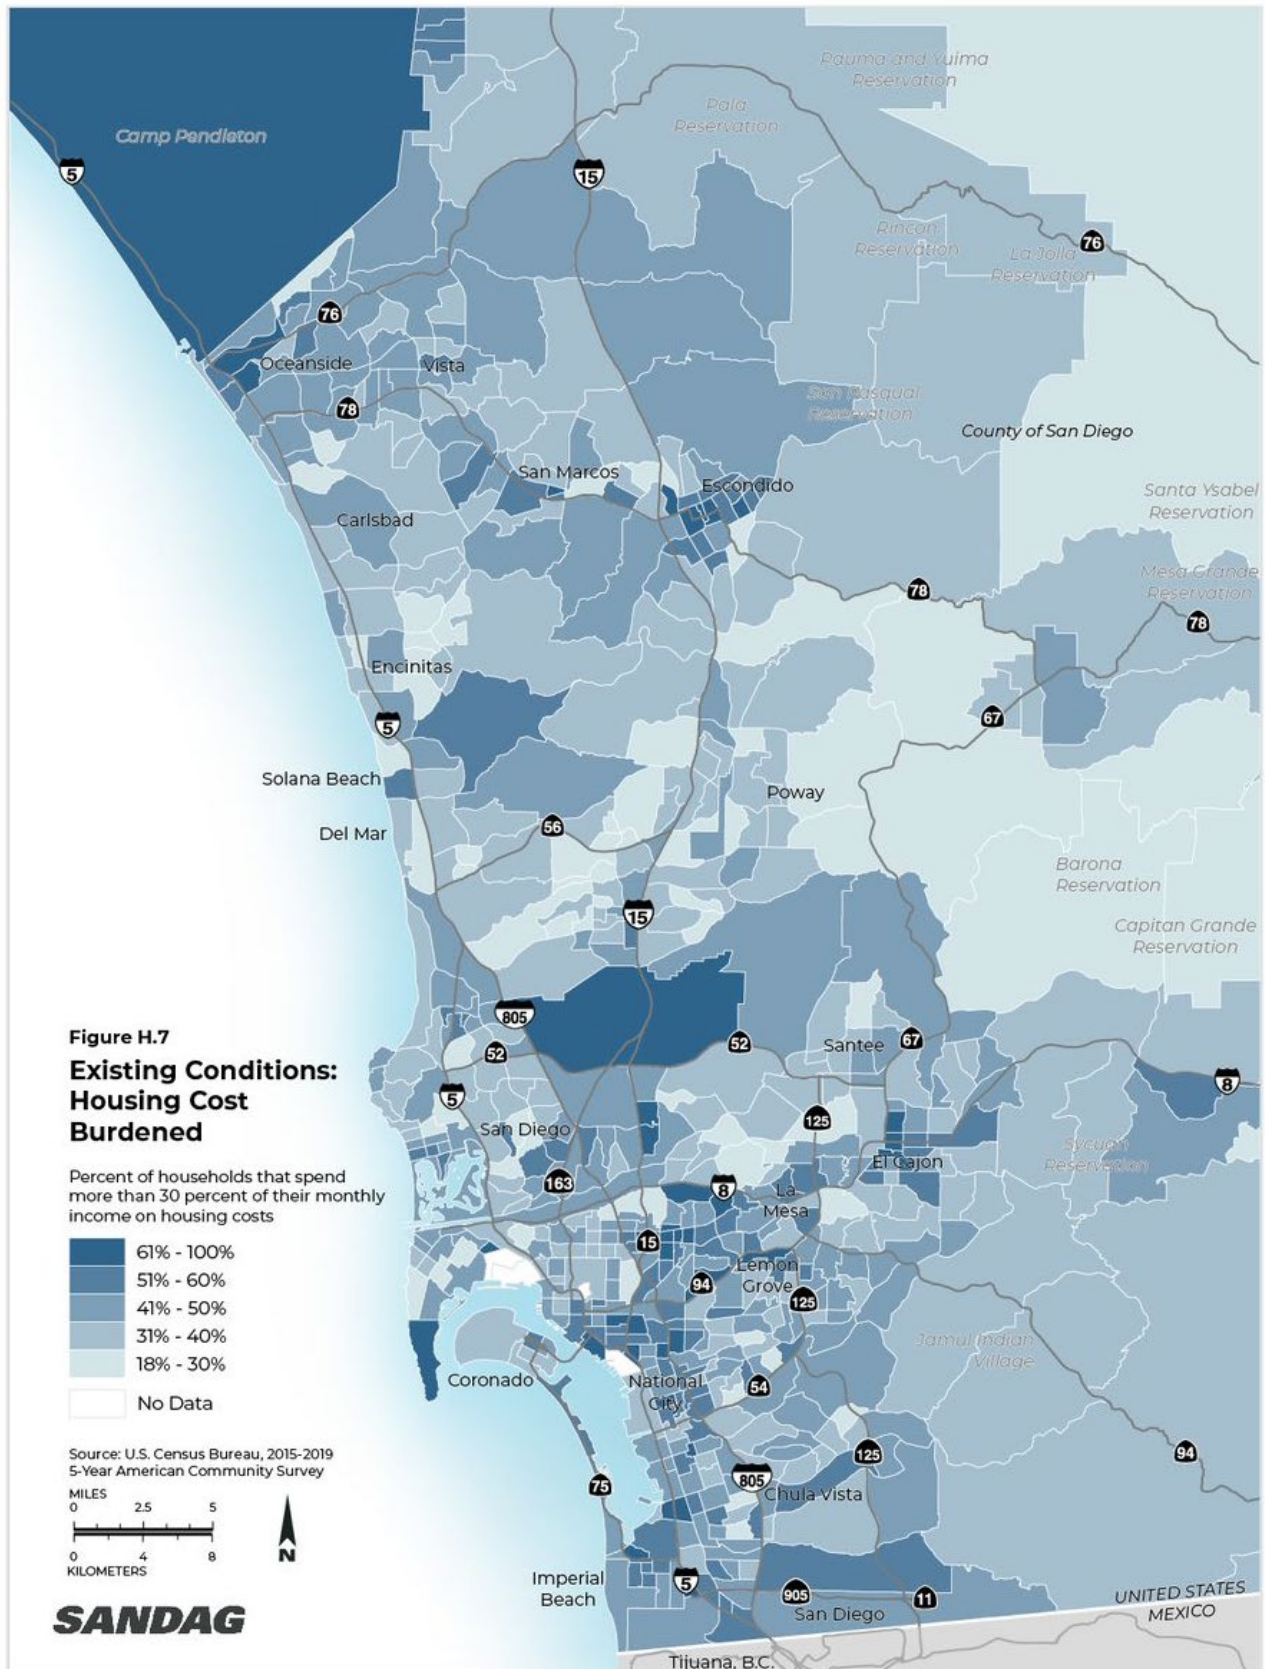 Pauma and Yuima
Reservation
Pala
Reservation
Camp Pendleton
5
15
Rincon
Reservation
La Jolla
Reservation
76
76
Oceanside
Vista
78
San Pasqual
Reservation
County of San Diego
San Marcos
Escondido
Santa Ysabel
Reservation
Carlsbad
Mesa Grande
Reservation
78
78
Encinitas
67
5
Solana Beach
Poway
Del Mar
56
Barona
Reservation
15
Capitan Grande
Reservation
805
52
52
Santee
67
5
8
125
San Diego
El Cajon
Sycuan
Reservation
163
8
La
Mesa
15
94
Lemon
Grove
125
Jamul Indian
Village
Coronado
National
City
54
125
94
75
805
Chula Vista
Imperial
Beach
5
905
11
San Diego
UNITED STATES
MEXICO
Tijuana, B.C.
Figure H.7
Existing Conditions:
Housing Cost
Burdened
Percent of households that spend
more than 30 percent of their monthly
income on housing costs
61% - 100%
51% - 60%
41% - 50%
31% - 40%
18% - 30%
No Data
Source: U.S. Census Bureau, 2015-2019
5-Year American Community Survey
MILES
0 2.5 5
0 4 8
KILOMETERS
N
SANDAG